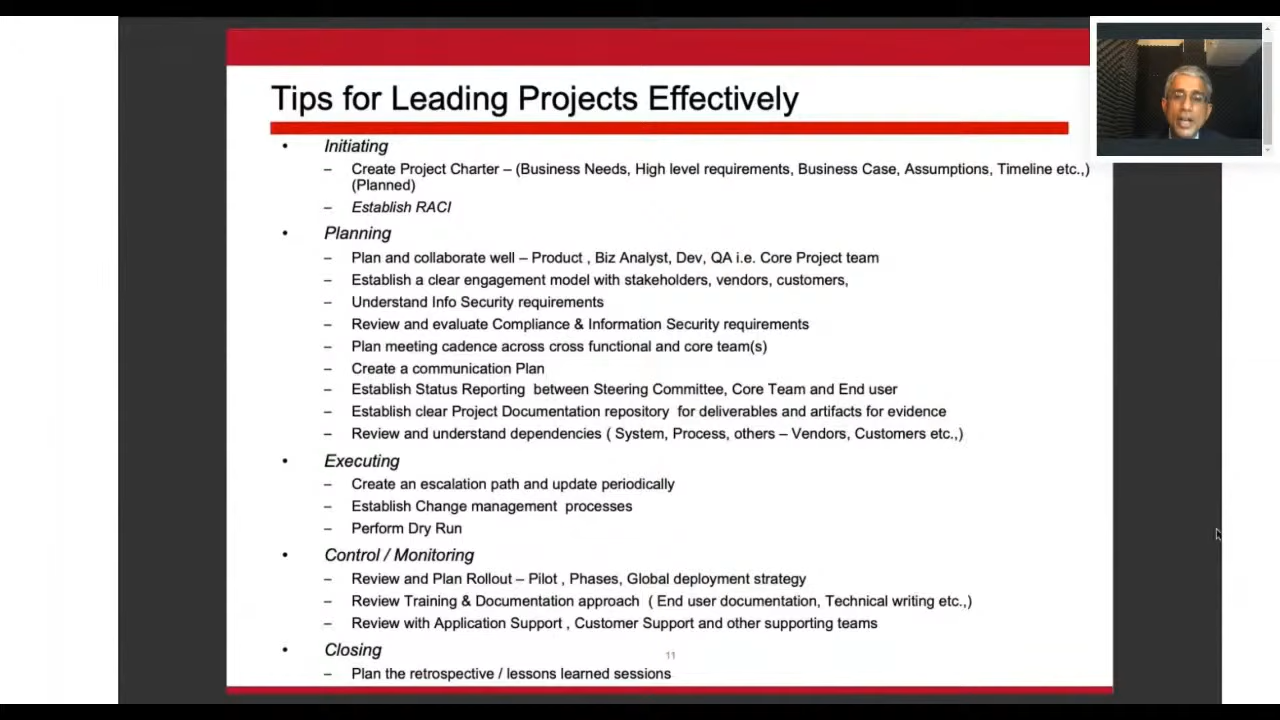 Tips for Leading Projects Effectively
• Initiating
– Create Project Charter – (Business Needs, High level requirements, Business Case, Assumptions, Timeline etc.,)
(Planned)
– Establish RACI
• Planning
– Plan and collaborate well – Product , Biz Analyst, Dev, QA i.e. Core Project team
– Establish a clear engagement model with stakeholders, vendors, customers,
– Understand Info Security requirements
– Review and evaluate Compliance & Information Security requirements
– Plan meeting cadence across cross functional and core team(s)
– Create a communication Plan
– Establish Status Reporting between Steering Committee, Core Team and End user
– Establish clear Project Documentation repository for deliverables and artifacts for evidence
– Review and understand dependencies ( System, Process, others – Vendors, Customers etc.,)
• Executing
– Create an escalation path and update periodically
– Establish Change management processes
– Perform Dry Run
• Control / Monitoring
– Review and Plan Rollout – Pilot , Phases, Global deployment strategy
– Review Training & Documentation approach ( End user documentation, Technical writing etc.,)
– Review with Application Support , Customer Support and other supporting teams
• Closing
11
– Plan the retrospective / lessons learned sessions